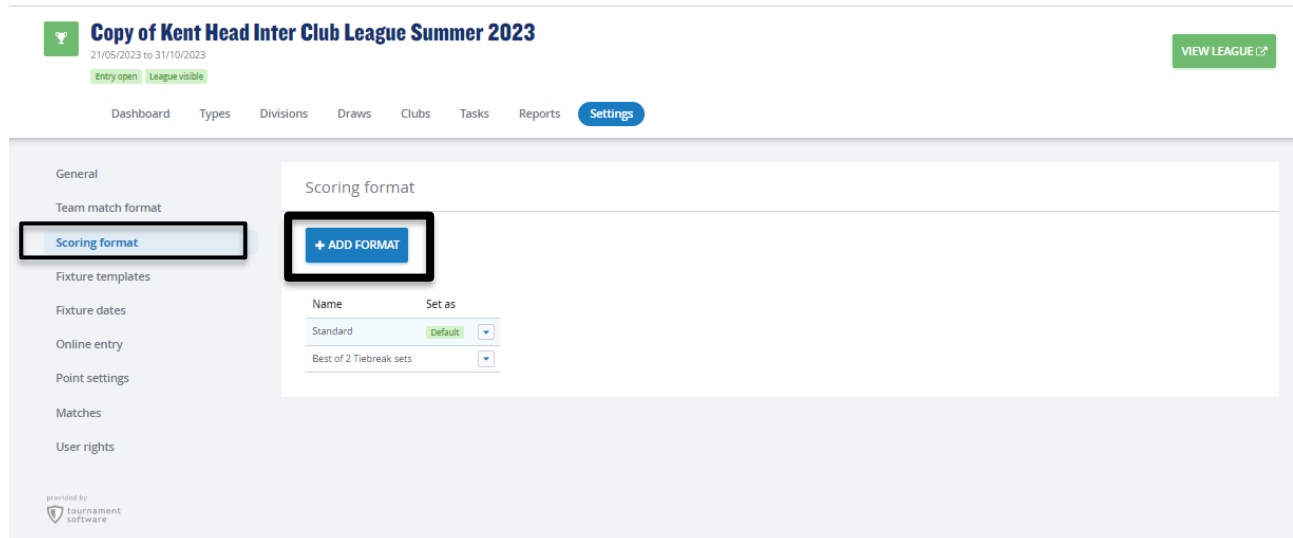 Copy of Kent Head Inter Club League Summer 2023
21/05/2023 to 31/10/2023
VIEW LEAGUE
Entry open League visible
Dashboard Types Divisions Draws Clubs Tasks Reports Settings
General
Team match format
Scoring format
Fixture templates
Fixture dates
Online entry
Point settings
Matches
User rights
provided by
tournament
software
Scoring format
+ ADD FORMAT
Name Set as
Standard Default
Best of 2 Tiebreak sets